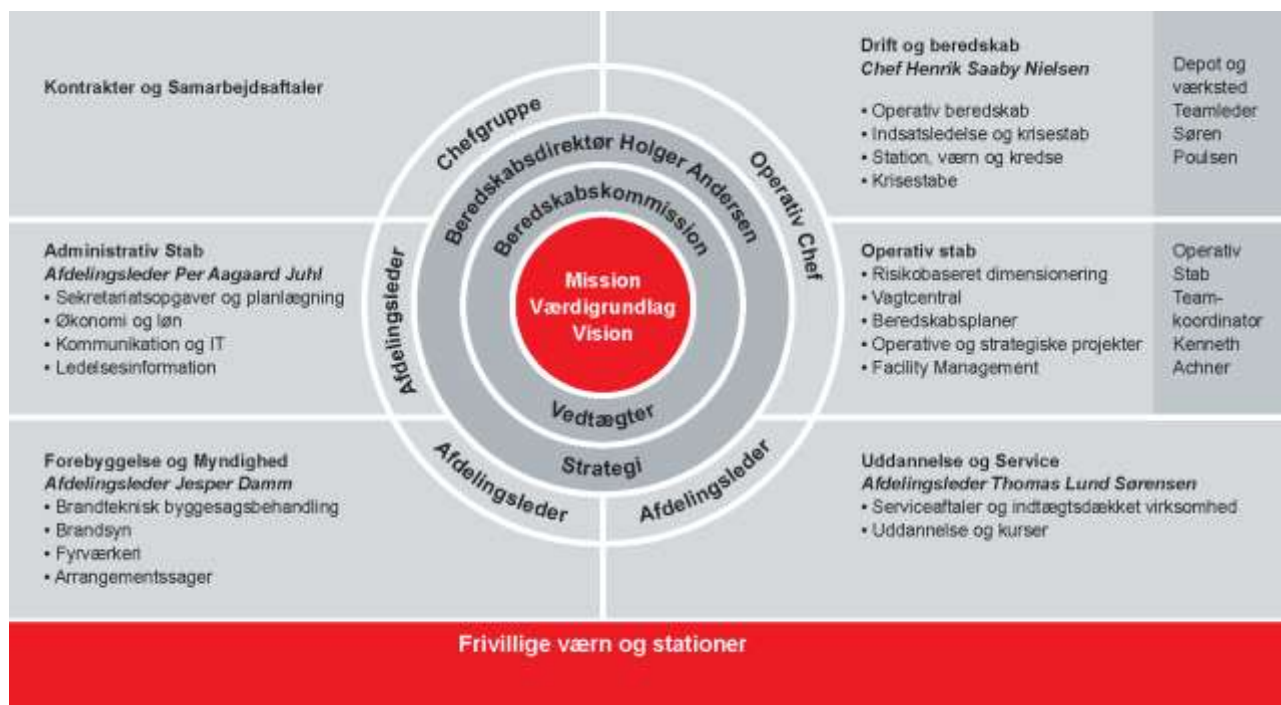 Kontrakter og Samarbejdsaftaler
Drift og beredskab
Chef Henrik Saaby Nielsen
• Operativ beredskab
• Indsatsledelse og krisestab
• Station, værn og kredse
• Krisestabe
Depot og
værksted
Teamleder
Søren
Poulsen
Chefgruppe
Operativ Chef
Afdelingsleder
Afdelingsleder
Afdelingsleder
Beredskabsdirektør Holger Andersen
Strategi
Beredskabskommission
Vedtægter
Mission
Værdigrundlag
Vision
Administrativ Stab
Afdelingsleder Per Aagaard Juhl
• Sekretariatsopgaver og planlægning
• Økonomi og løn
• Kommunikation og IT
• Ledelsesinformation
Operativ stab
• Risikobaseret dimensionering
• Vagtcentral
• Beredskabsplaner
• Operative og strategiske projekter
• Facility Management
Operativ
Stab
Team-
koordinator
Kenneth
Achner
Forebyggelse og Myndighed
Afdelingsleder Jesper Damm
• Brandteknisk byggesagsbehandling
• Brandsyn
• Fyrværkeri
• Arrangementssager
Uddannelse og Service
Afdelingsleder Thomas Lund Sørensen
• Serviceaftaler og indtægtsdækket virksomhed
• Uddannelse og kurser
Frivillige værn og stationer